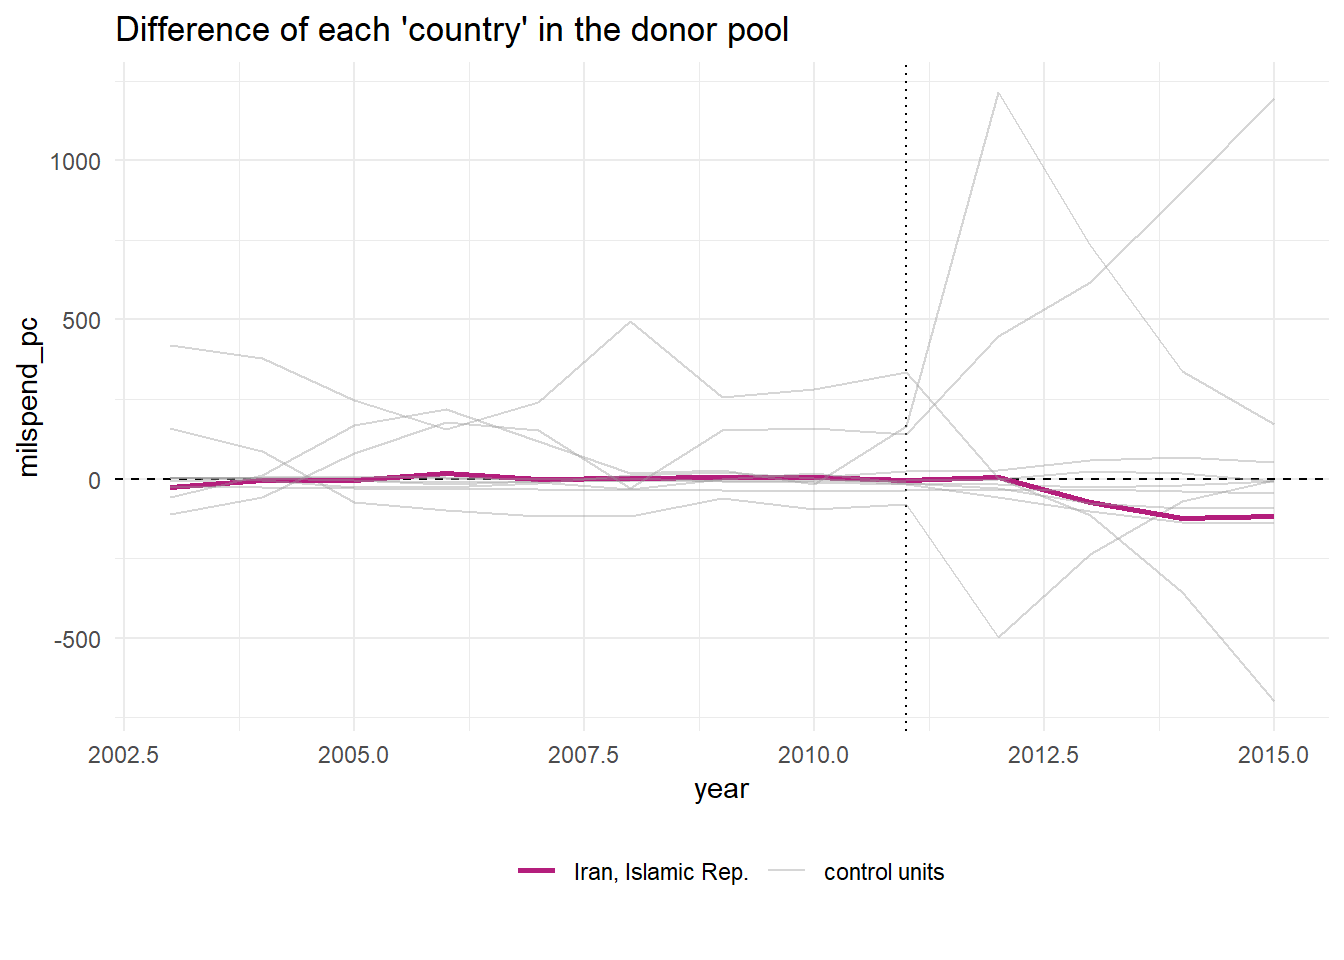 Difference of each 'country' in the donor pool
milspend_pc
1000
500
0
-500
2002.5 2005.0 2007.5 2010.0 2012.5 2015.0
year
Iran, Islamic Rep. control units